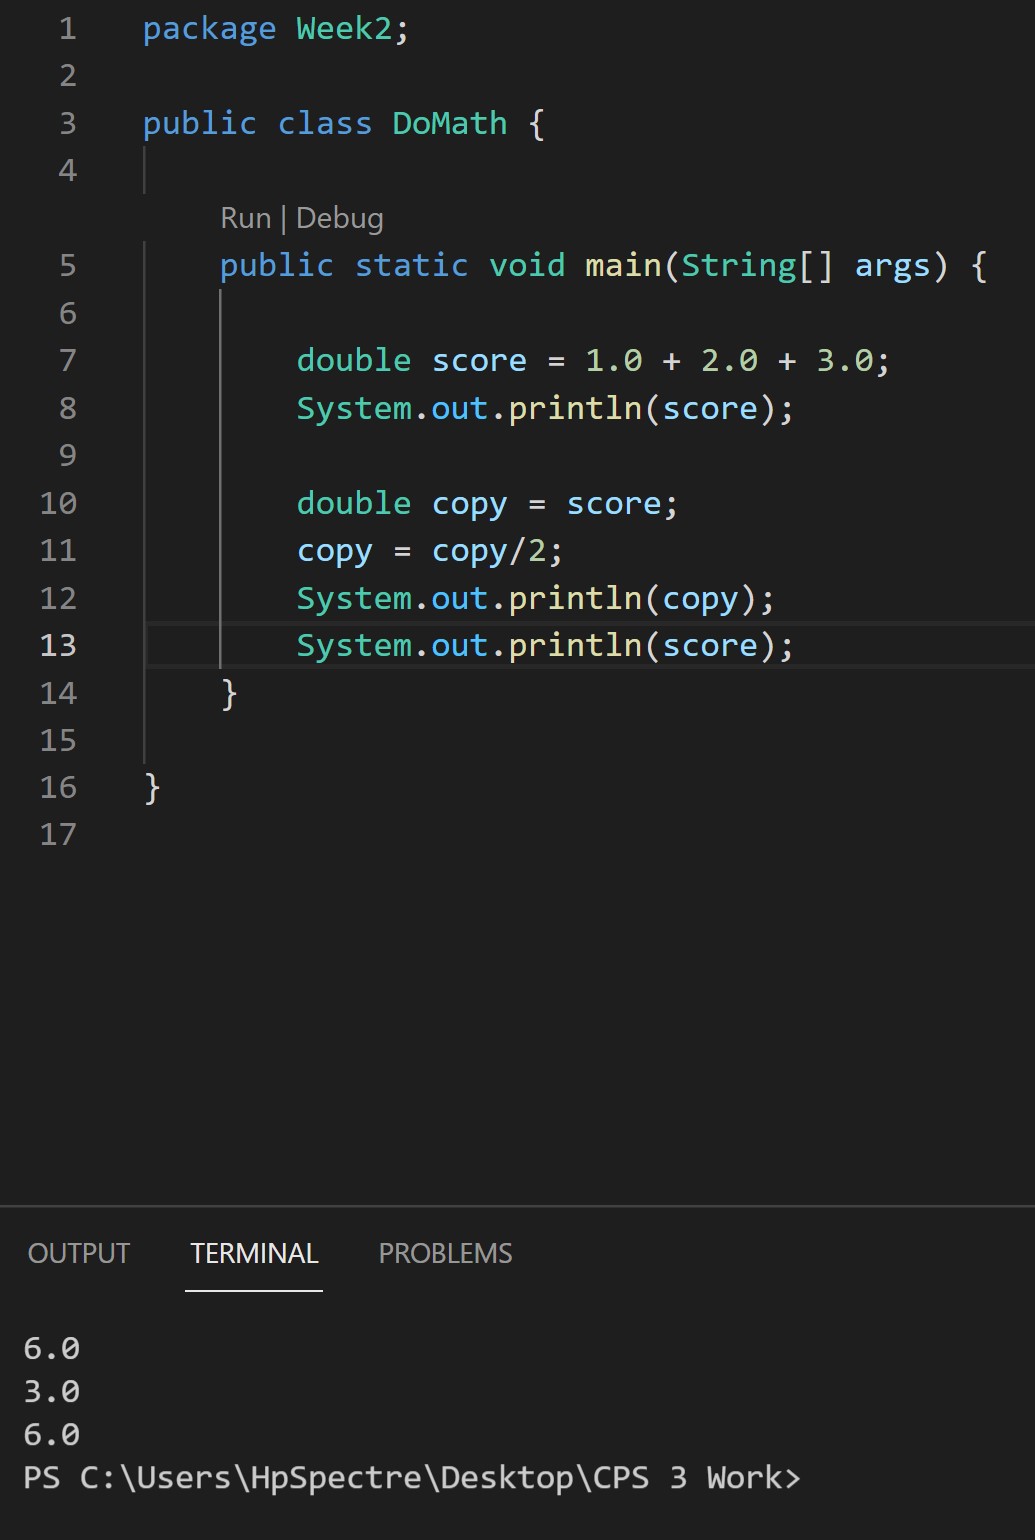 1 package Week2;
2
3 public class DoMath {
4
Run | Debug
5 public static void main(String[] args) {
6
7 double score = 1.0 + 2.0 + 3.0;
8 System.out.println(score);
9
10 double copy = score;
11 copy = copy/2;
12 System.out.println(copy);
13 System.out.println(score);
14 }
15
16 }
17
OUTPUT TERMINAL PROBLEMS
6.0
3.0
6.0
PS C:\Users\HpSpectre\Desktop\CPS 3 Work>